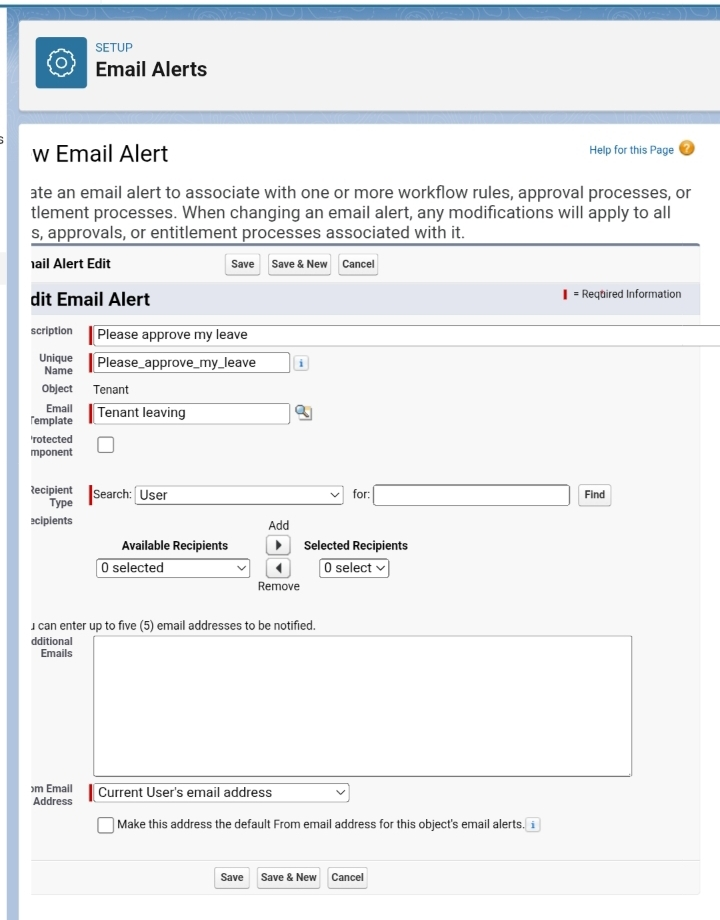 SETUP
Email Alerts
s
w Email Alert
Help for this Page ?
ate an email alert to associate with one or more workflow rules, approval processes, or
tlement processes. When changing an email alert, any modifications will apply to all
s, approvals, or entitlement processes associated with it.
nail Alert Edit
Save
Save & New
Cancel
dit Email Alert
= Required Information
scription
Please approve my leave
Unique
Name
Please_approve_my_leave
i
Object
Tenant
Email
Template
Tenant leaving
rotected
mponent
Recipient
Type
Search: User
for:
Find
ecipients
Add
Available Recipients
Selected Recipients
0 selected
0 select
Remove
u can enter up to five (5) email addresses to be notified.
dditional
Emails
om Email
Address
Current User's email address
Make this address the default From email address for this object's email alerts. i
Save
Save & New
Cancel